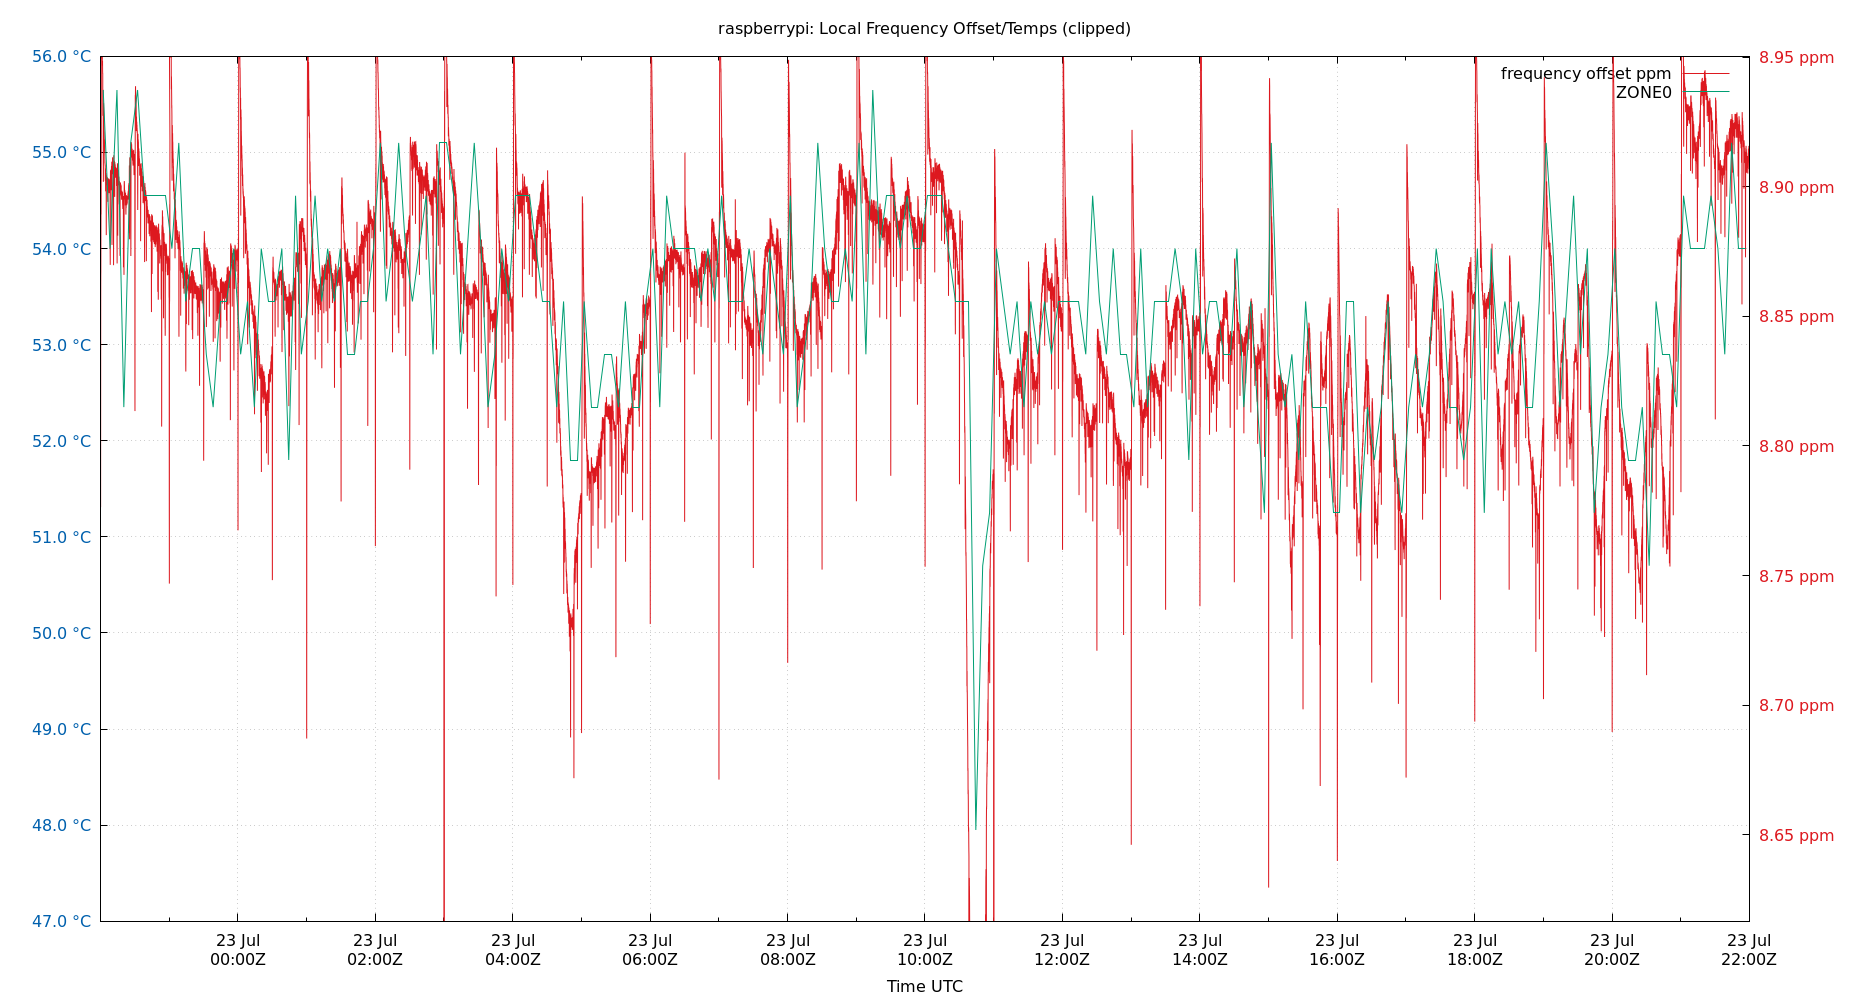 raspberrypi: Local Frequency Offset/Temps (clipped)
56.0 °C
55.0 °C
54.0 °C
53.0 °C
52.0 °C
51.0 °C
50.0 °C
49.0 °C
48.0 °C
47.0 °C
8.95 ppm
8.90 ppm
8.85 ppm
8.80 ppm
8.75 ppm
8.70 ppm
8.65 ppm
frequency offset ppm
ZONE0
23 Jul 23 Jul 23 Jul 23 Jul 23 Jul 23 Jul 23 Jul 23 Jul 23 Jul 23 Jul 23 Jul 23 Jul
00:00Z 02:00Z 04:00Z 06:00Z 08:00Z 10:00Z 12:00Z 14:00Z 16:00Z 18:00Z 20:00Z 22:00Z
Time UTC